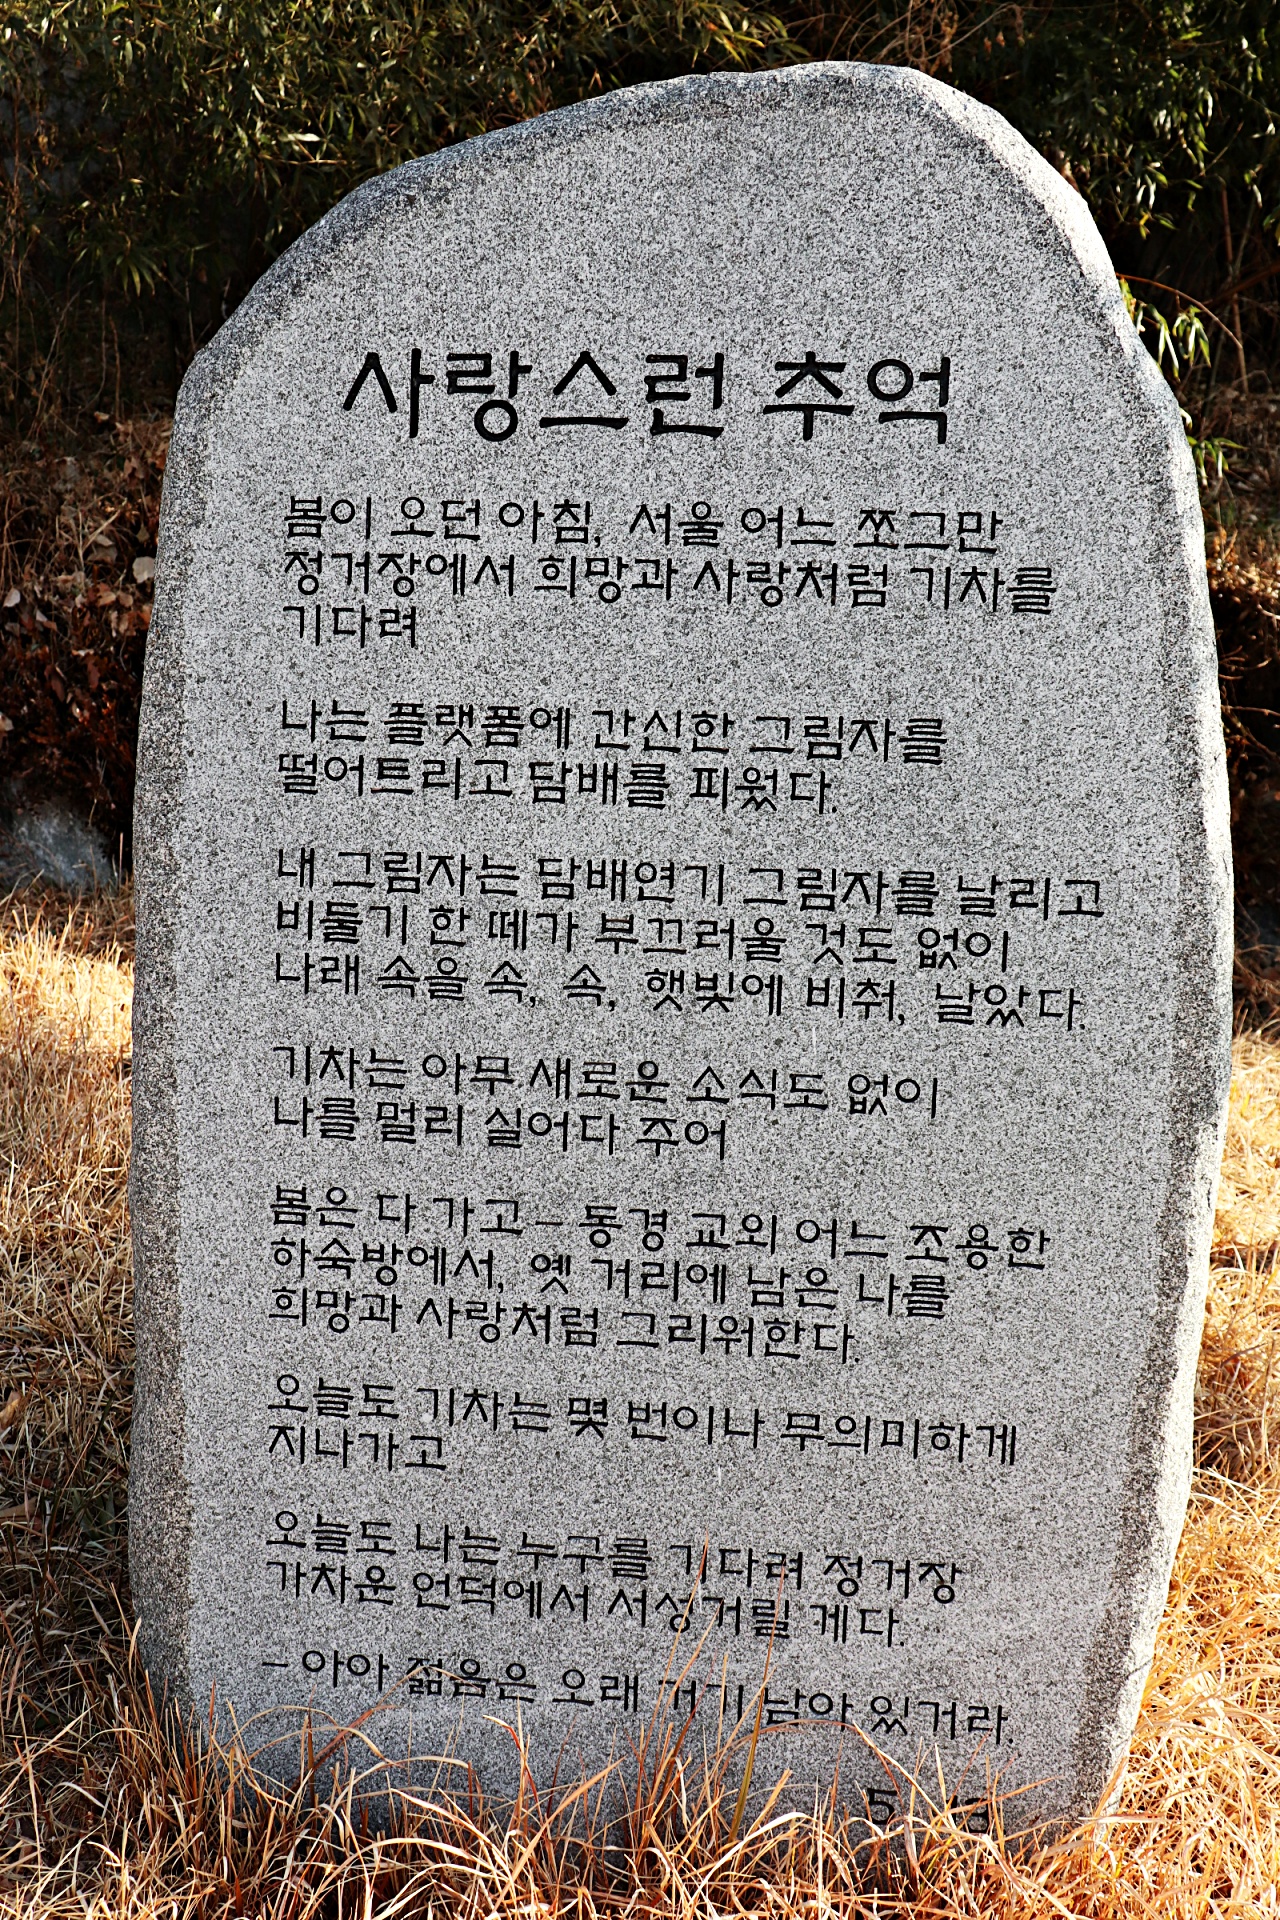 사랑스런 추억
봄이 오던 아침, 서울 어느 쪼그만
정거장에서 희망과 사랑처럼 기차를
기다려
나는 플랫폼에 간신한 그림자를
떨어트리고 담배를 피웠다.
내 그림자는 담배연기 그림자를 날리고
비둘기 한 떼가 부끄러울 것도 없이
나래 속을 속, 속, 햇빛에 비춰, 날았다.
기차는 아무 새로운 소식도 없이
나를 멀리 실어다 주어
봄은 다 가고 - 동경 교외 어느 조용한
하숙방에서, 옛 거리에 남은 나를
희망과 사랑처럼 그리워한다.
오늘도 기차는 몇 번이나 무의미하게
지나가고
오늘도 나는 누구를 기다려 정거장
가차운 언덕에서 서성거릴 게다.
- 아아 젊음은 오래 거기 남아 있거라.